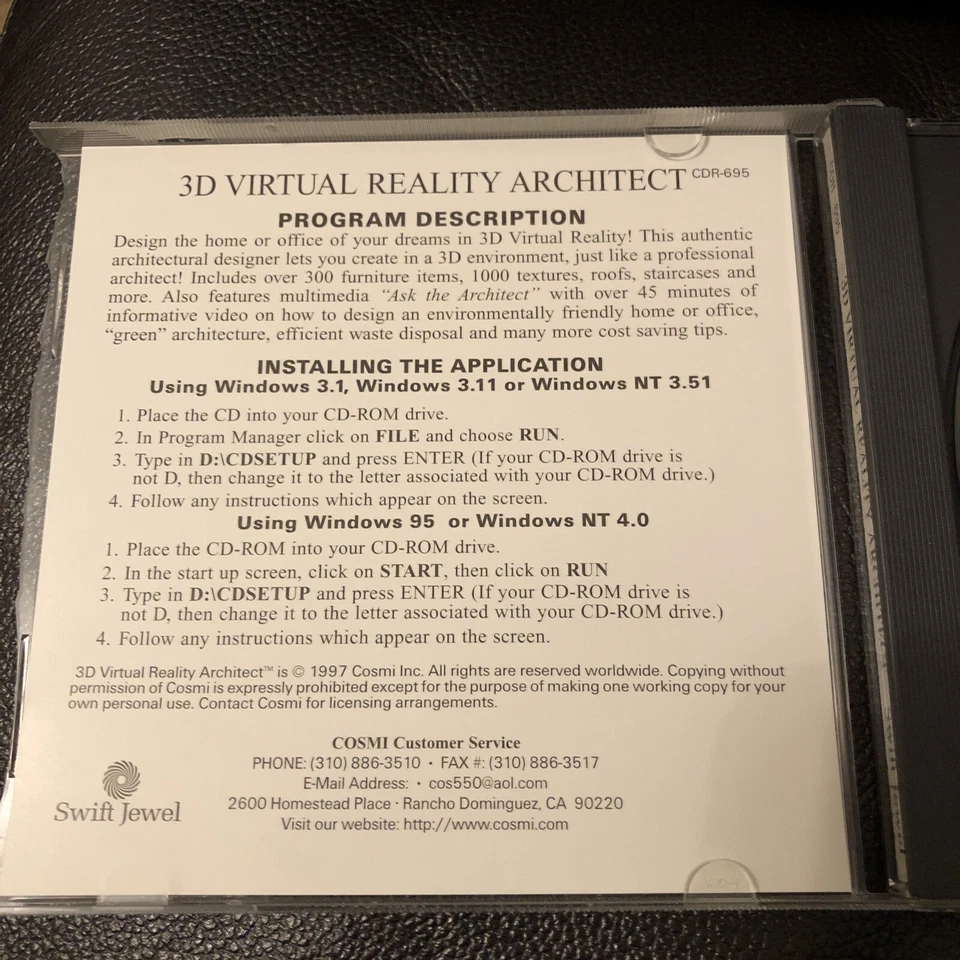 3D VIRTUAL REALITY ARCHITECT CDR-695
PROGRAM DESCRIPTION
Design the home or office of your dreams in 3D Virtual Reality! This authentic
architectural designer lets you create in a 3D environment, just like a professional
architect! Includes over 300 furniture items, 1000 textures, roofs, staircases and
more. Also features multimedia "Ask the Architect" with over 45 minutes of
informative video on how to design an environmentally friendly home or office,
"green" architecture, efficient waste disposal and many more cost saving tips.
INSTALLING THE APPLICATION
Using Windows 3.1, Windows 3.11 or Windows NT 3.51
1. Place the CD into your CD-ROM drive.
2. In Program Manager click on FILE and choose RUN.
3. Type in D:\CDSETUP and press ENTER (If your CD-ROM drive is
not D, then change it to the letter associated with your CD-ROM drive.)
4. Follow any instructions which appear on the screen.
Using Windows 95 or Windows NT 4.0
1. Place the CD-ROM into your CD-ROM drive.
2. In the start up screen, click on START, then click on RUN
3. Type in D:\CDSETUP and press ENTER (If your CD-ROM drive is
not D, then change it to the letter associated with your CD-ROM drive.)
4. Follow any instructions which appear on the screen.
3D Virtual Reality Architect™ is © 1997 Cosmi Inc. All rights are reserved worldwide. Copying without
permission of Cosmi is expressly prohibited except for the purpose of making one working copy for your
own personal use. Contact Cosmi for licensing arrangements.
COSMI Customer Service
PHONE: (310) 886-3510 · FAX #: (310) 886-3517
E-Mail Address: · cos550@aol.com
2600 Homestead Place · Rancho Dominguez, CA 90220
Visit our website: http://www.cosmi.com
Swift Jewel